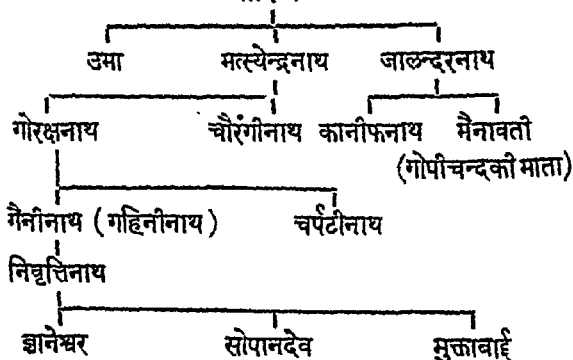 उमा मत्स्येन्द्रनाथ जालन्दरनाथ
गोरक्षनाथ चौरंगीनाथ कानीफनाथ मैनावती
(गोपीचन्दकी माता)
गैनीनाथ ( गहिनीनाथ ) चर्पटीनाथ
निवृत्तिनाथ
ज्ञानेश्वर सोपानदेव मुक्ताबाई